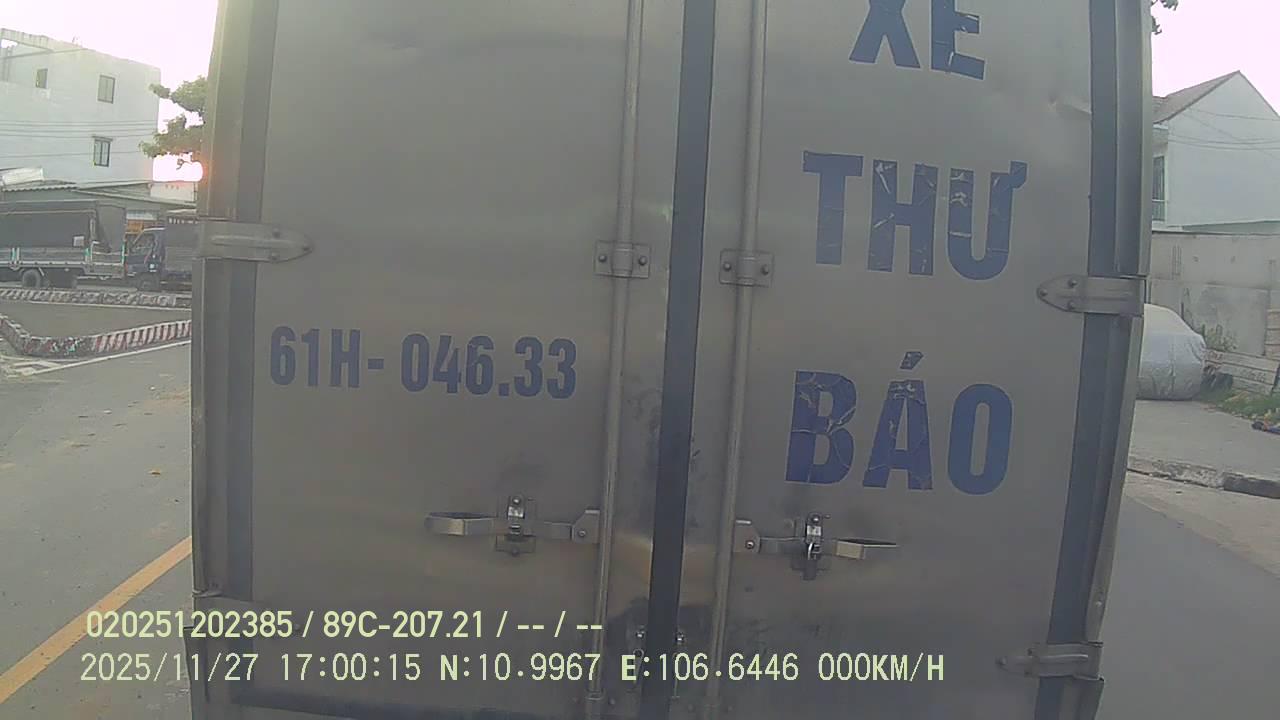 XE
THƯ
BÁO
61H-046.33
020251202385 / 89C-207.21 / -- / --
2025/11/27 17:00:15 N:10.9967 E:106.6446 000KM/H